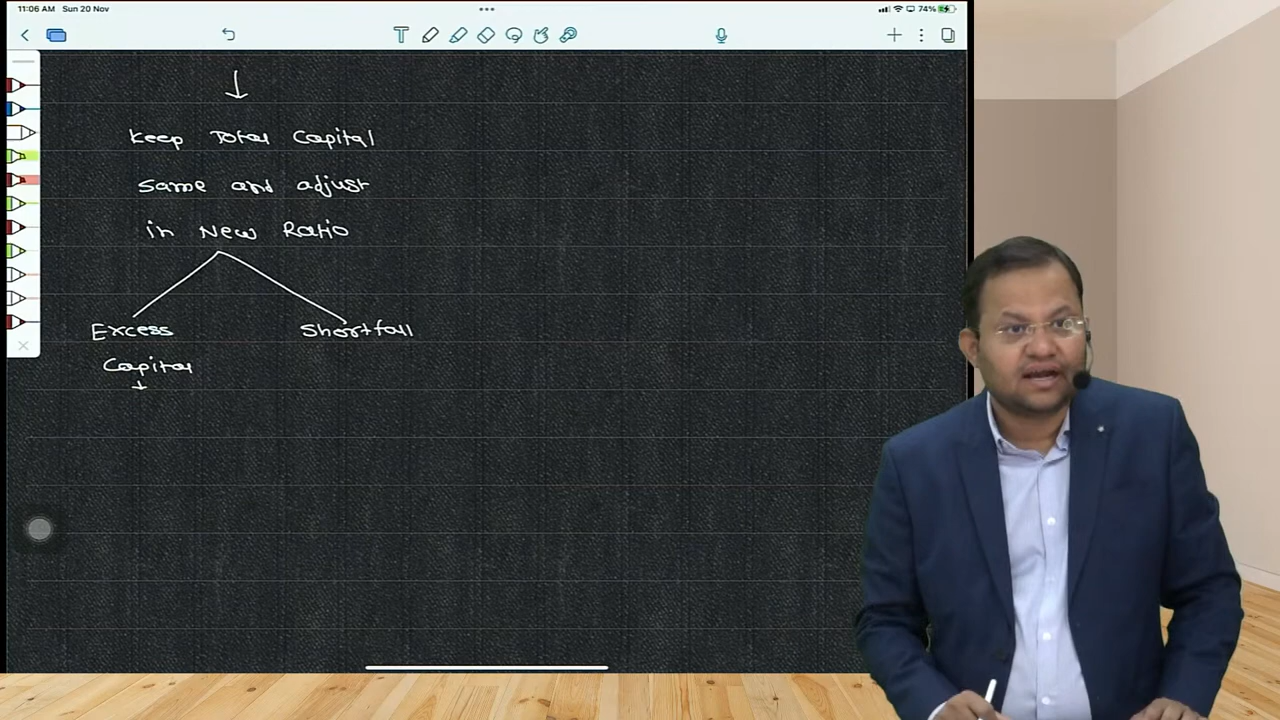 11:06 AM Sun 20 Nov
74%
Keep Total Capital
same and adjust
in New Ratio
Excess Shortfall
Capital